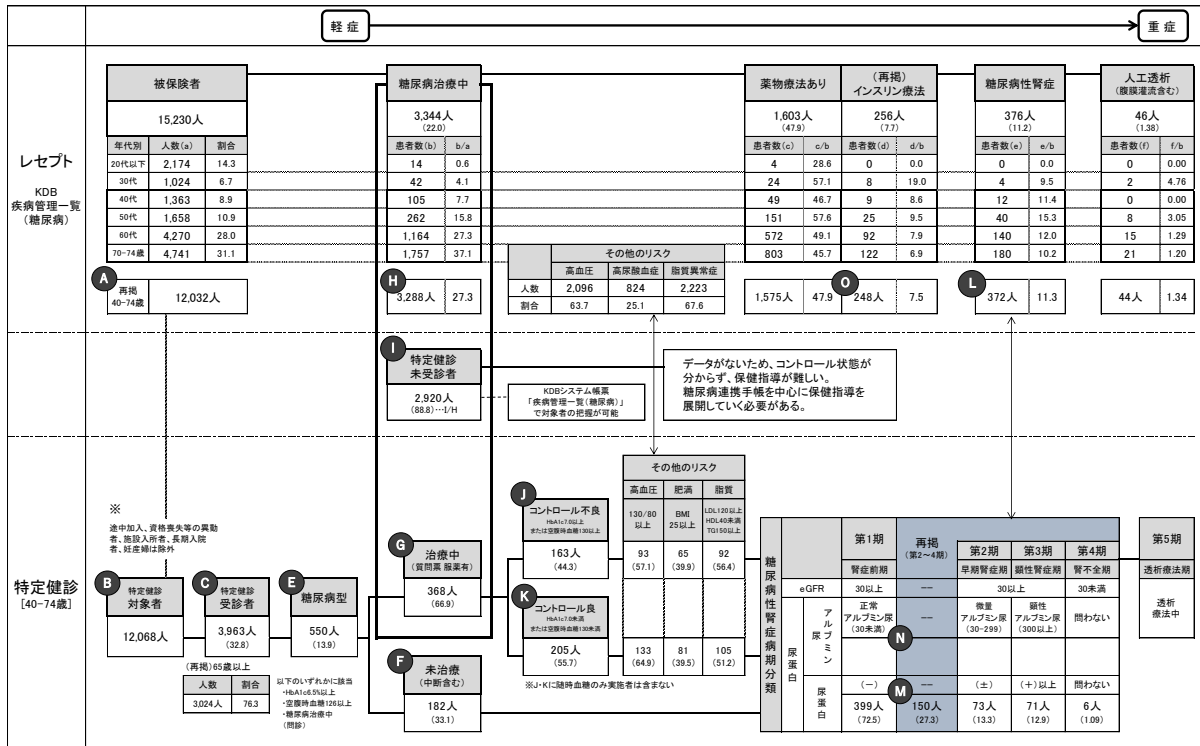 軽症
重症
レセプト
KDB
疾病管理一覧
(糖尿病)
被保険者
15,230人
年代別 人数(a) 割合
20代以下 2,174 14.3
30代 1,024 6.7
40代 1,363 8.9
50代 1,658 10.9
60代 4,270 28.0
70-74歳 4,741 31.1
A
再掲
40-74歳
12,032人
糖尿病治療中
3,344人
(22.0)
患者数(b) b/a
14 0.6
42 4.1
105 7.7
262 15.8
1,164 27.3
1,757 37.1
H
3,288人 27.3
その他のリスク
高血圧 高尿酸血症 脂質異常症
人数 2,096 824 2,223
割合 63.7 25.1 67.6
薬物療法あり
1,603人
(47.9)
患者数(c) c/b
4 28.6
24 57.1
49 46.7
151 57.6
572 49.1
803 45.7
1,575人 47.9
(再掲)
インスリン療法
256人
(7.7)
患者数(d) d/b
0 0.0
8 19.0
9 8.6
25 9.5
92 7.9
122 6.9
O
248人 7.5
糖尿病性腎症
376人
(11.2)
患者数(e) e/b
0 0.0
4 9.5
12 11.4
40 15.3
140 12.0
180 10.2
L
372人 11.3
人工透析
(腹膜灌流含む)
46人
(1.38)
患者数(f) f/b
0 0.00
2 4.76
0 0.00
8 3.05
15 1.29
21 1.20
44人 1.34
I
特定健診
未受診者
2,920人
(88.8)…I/H
KDBシステム帳票
「疾病管理一覧(糖尿病)」
で対象者の把握が可能
データがないため、コントロール状態が
分からず、保健指導が難しい。
糖尿病連携手帳を中心に保健指導を
展開していく必要がある。
特定健診
[40-74歳]
※
途中加入、資格喪失等の異動
者、施設入所者、長期入院
者、妊産婦は除外
B
特定健診
対象者
12,068人
C
特定健診
受診者
3,963人
(32.8)
(再掲)65歳以上
人数 割合
3,024人 76.3
E
糖尿病型
550人
(13.9)
以下のいずれかに該当
・HbA1c6.5%以上
・空腹時血糖126以上
・糖尿病治療中
(問診)
G
治療中
(質問票 服薬有)
368人
(66.9)
F
未治療
(中断含む)
182人
(33.1)
J
コントロール不良
HbA1c7.0以上
または空腹時血糖130以上
163人
(44.3)
K
コントロール良
HbA1c7.0未満
または空腹時血糖130未満
205人
(55.7)
その他のリスク
高血圧 肥満 脂質
130/80
以上
BMI
25以上
LDL120以上
HDL40未満
TG150以上
93 65 92
(57.1) (39.9) (56.4)
133 81 105
(64.9) (39.5) (51.2)
※J・Kに随時血糖のみ実施者は含まない
糖尿病性腎症病期分類
第1期 再掲
(第2~4期)
第2期 第3期 第4期
腎症前期 早期腎症期 顕性腎症期 腎不全期
eGFR 30以上 -- 30以上 30未満
尿蛋白
尿アルブミン
正常
アルブミン尿
(30未満)
--
微量
アルブミン尿
(30-299)
顕性
アルブミン尿
(300以上)
問わない
N
尿蛋白
(-) -- (±) (+)以上 問わない
M
399人 150人 73人 71人 6人
(72.5) (27.3) (13.3) (12.9) (1.09)
第5期
透析療法期
透析
療法中